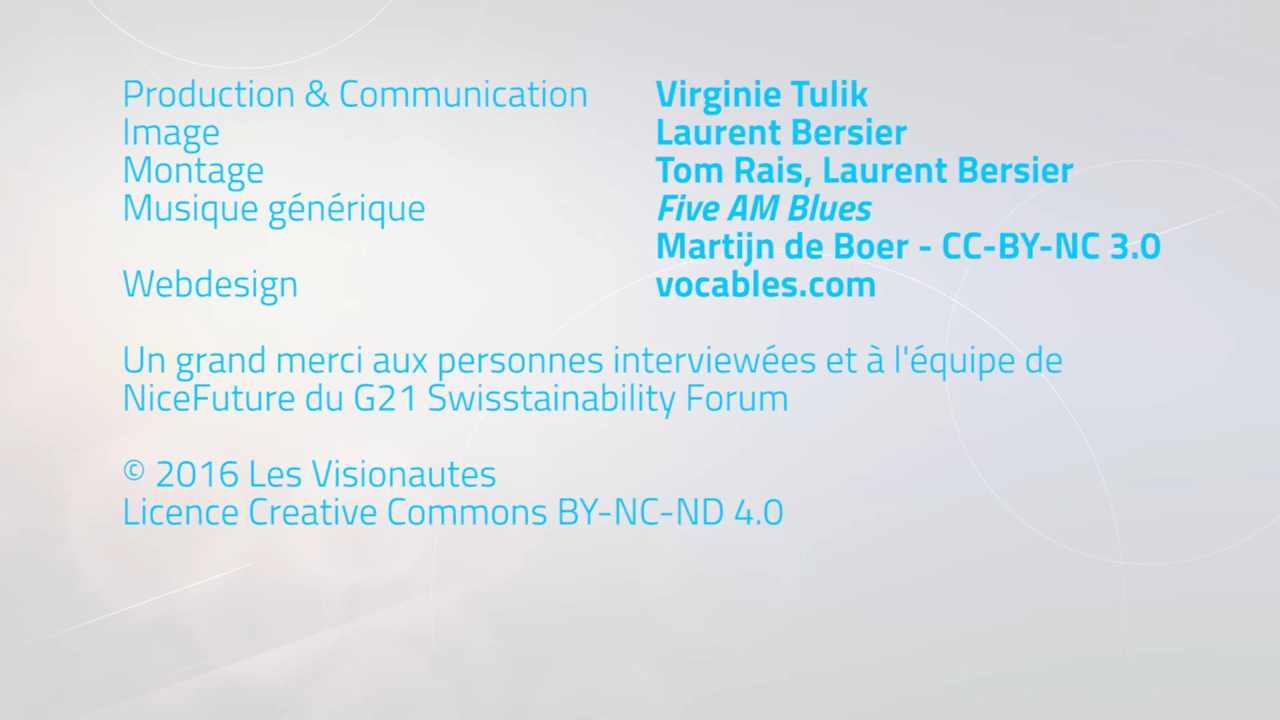 Production & Communication Virginie Tulik
Image Laurent Bersier
Montage Tom Rais, Laurent Bersier
Musique générique Five AM Blues
Martijn de Boer - CC-BY-NC 3.0
Webdesign vocables.com
Un grand merci aux personnes interviewées et à l'équipe de
NiceFuture du G21 Swisstainability Forum
© 2016 Les Visionautes
Licence Creative Commons BY-NC-ND 4.0